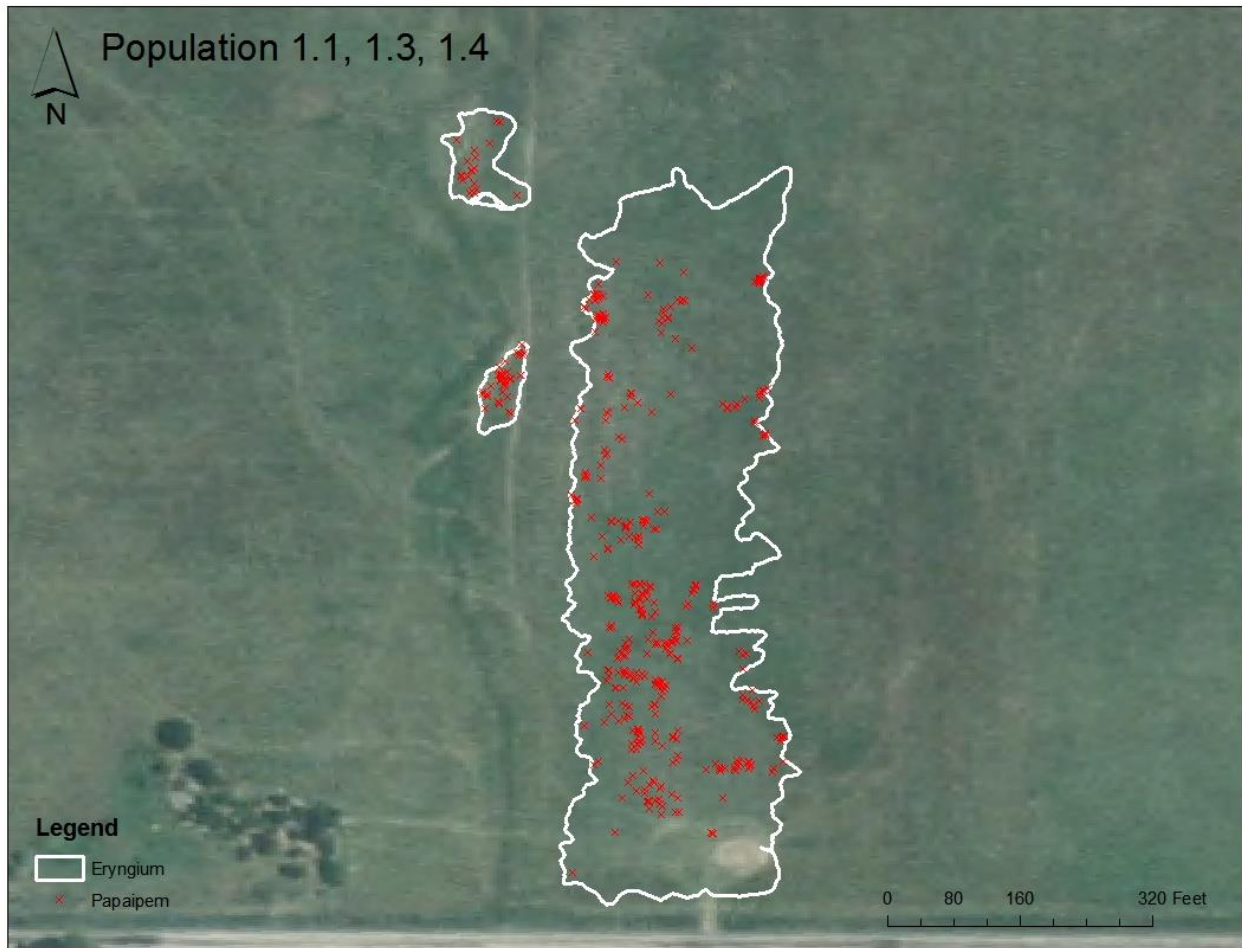 Population 1.1, 1.3, 1.4
N
Legend
Eryngium
Papaipem
0 80 160 320 Feet